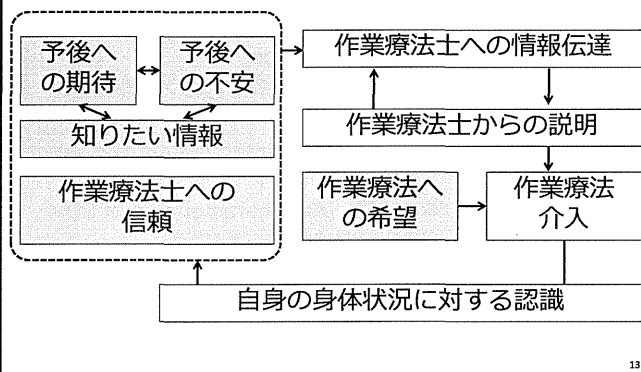 予後へ
の期待
予後へ
の不安
作業療法士への情報伝達
知りたい情報
作業療法士からの説明
作業療法士への
信頼
作業療法へ
の希望
作業療法
介入
自身の身体状況に対する認識
13